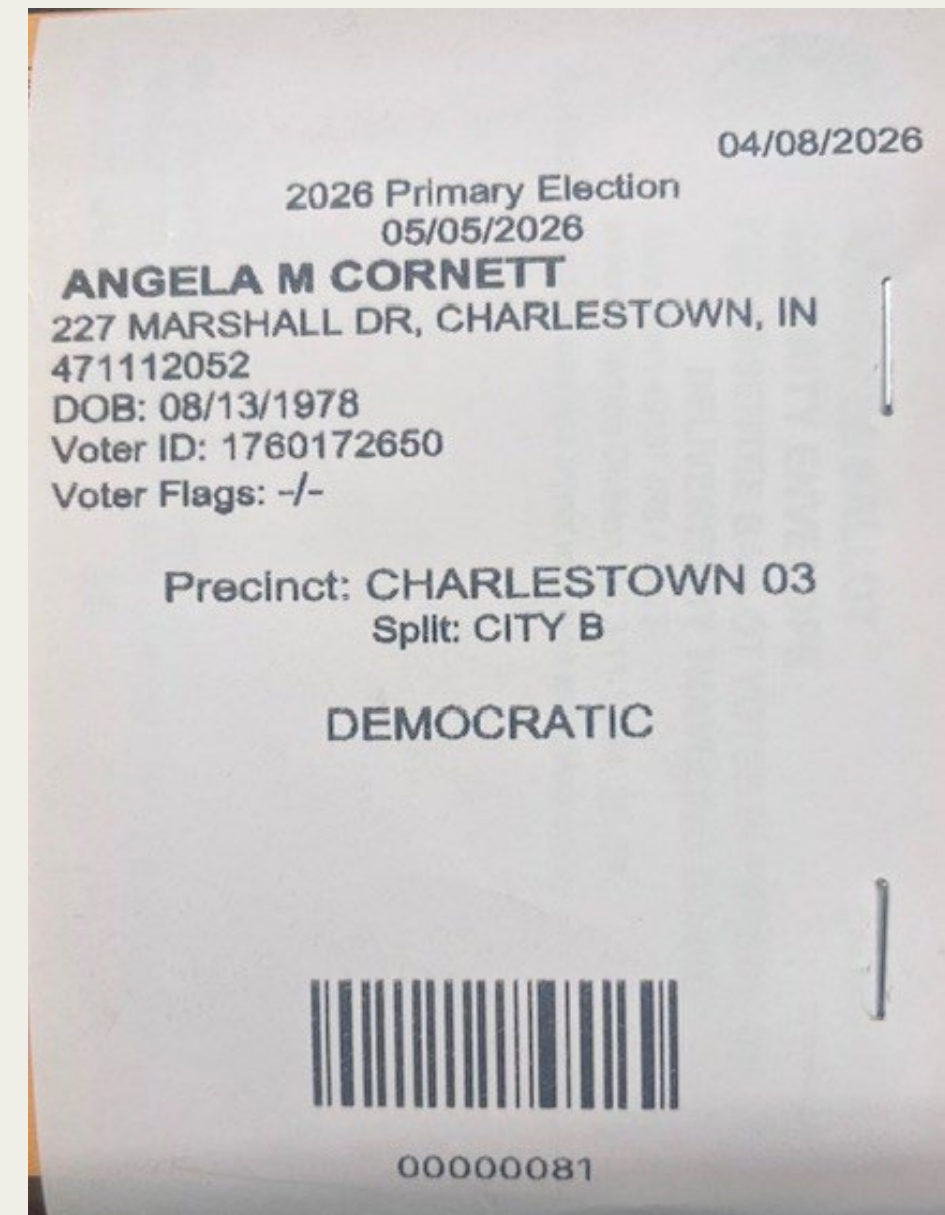 04/08/2026
2026 Primary Election
05/05/2026
ANGELA M CORNETT
227 MARSHALL DR, CHARLESTOWN, IN
471112052
DOB: 08/13/1978
Voter ID: 1760172650
Voter Flags: -/-
Precinct: CHARLESTOWN 03
Split: CITY B
DEMOCRATIC
00000081